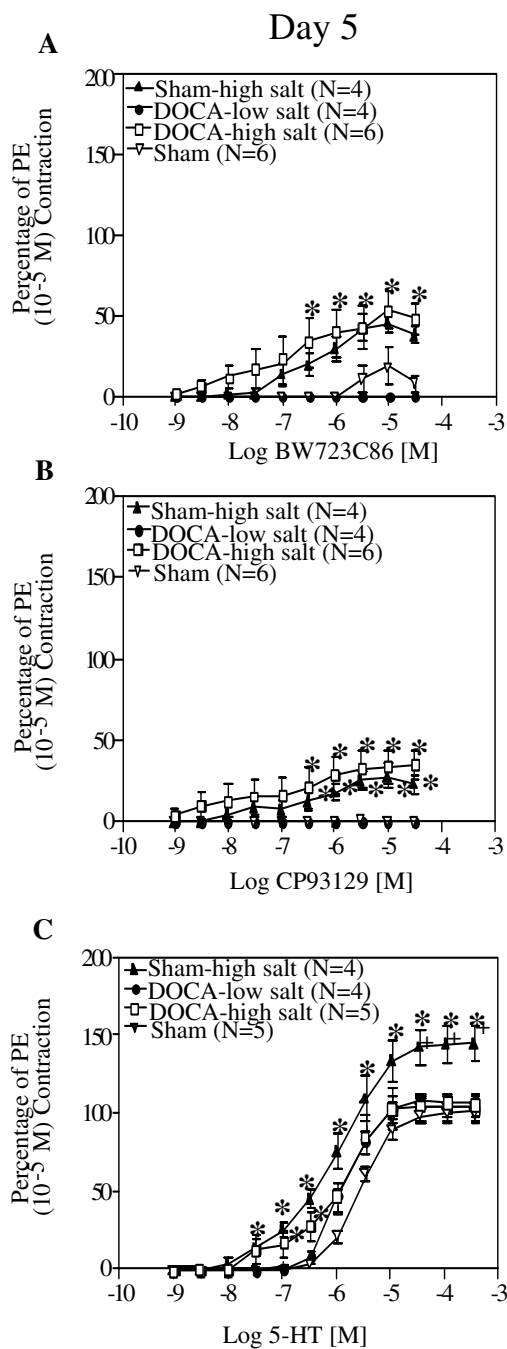 Day 5
A
Percentage of PE
(10⁻⁵ M) Contraction
200
150
100
50
0
Sham-high salt (N=4)
DOCA-low salt (N=4)
DOCA-high salt (N=6)
Sham (N=6)
* * * * *
-10 -9 -8 -7 -6 -5 -4 -3
Log BW723C86 [M]
B
Percentage of PE
(10⁻⁵ M) Contraction
200
150
100
50
0
Sham-high salt (N=4)
DOCA-low salt (N=4)
DOCA-high salt (N=6)
Sham (N=6)
* * * * *
* * * * *
-10 -9 -8 -7 -6 -5 -4 -3
Log CP93129 [M]
C
Percentage of PE
(10⁻⁵ M) Contraction
200
150
100
50
0
Sham-high salt (N=4)
DOCA-low salt (N=4)
DOCA-high salt (N=5)
Sham (N=5)
* * * * * * * * *
+ + +
* *
-10 -9 -8 -7 -6 -5 -4 -3
Log 5-HT [M]